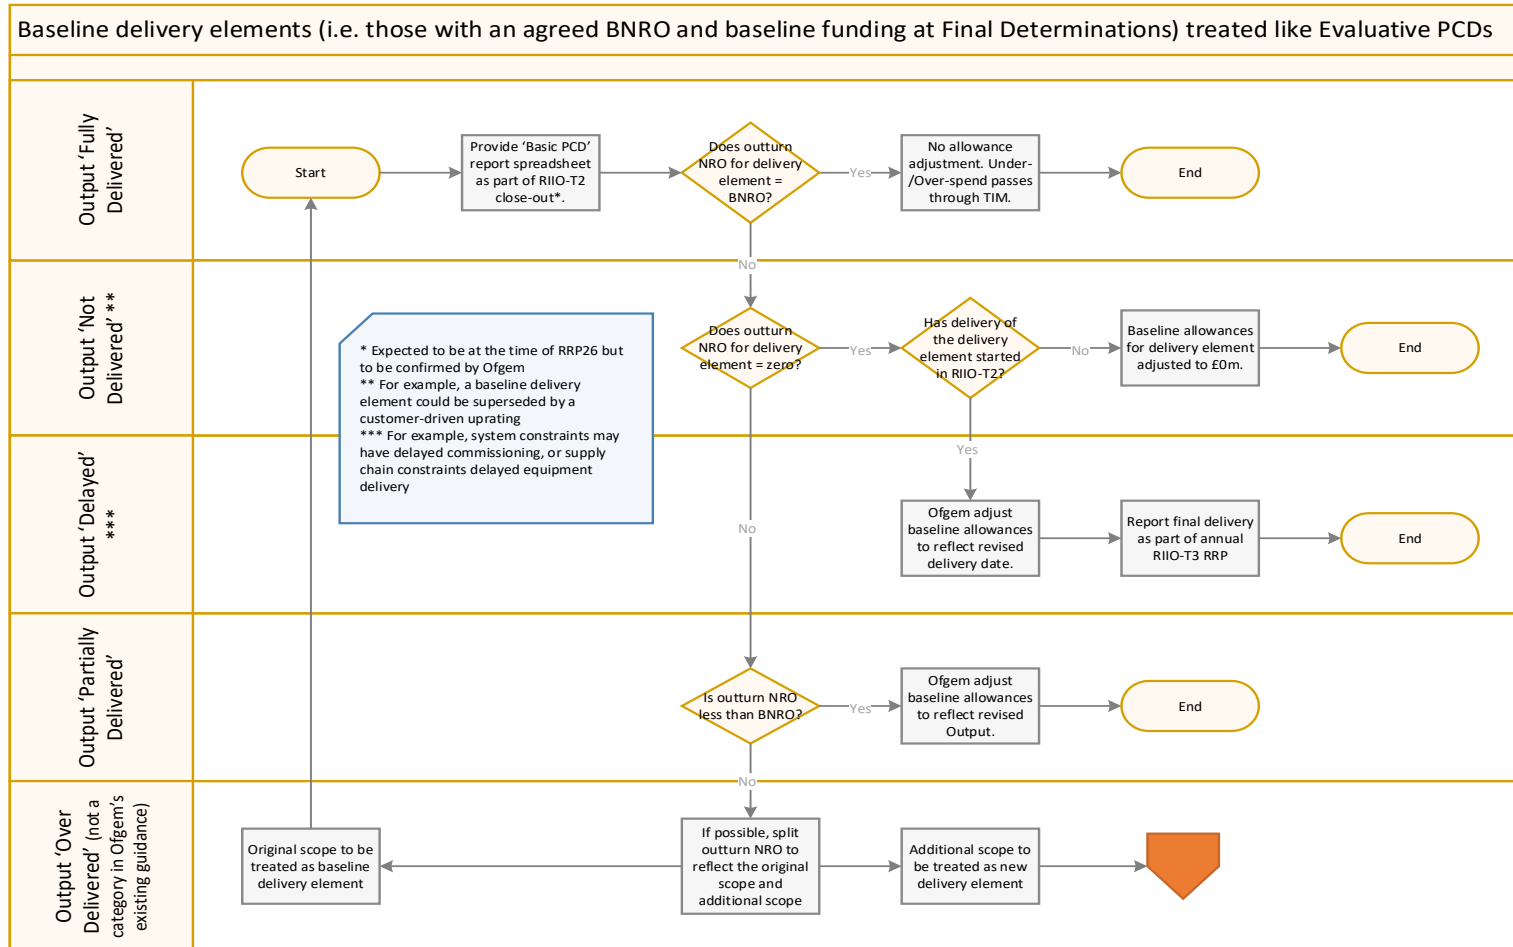 Baseline delivery elements (i.e. those with an agreed BNRO and baseline funding at Final Determinations) treated like Evaluative PCDs
Output ‘Fully
Delivered’
Start
Provide ‘Basic PCD’
report spreadsheet
as part of RIIO-T2
close-out*.
Does outturn
NRO for delivery
element =
BNRO?
Yes
No allowance
adjustment. Under-
/Over-spend passes
through TIM.
End
No
Output ‘Not
Delivered’ **
* Expected to be at the time of RRP26 but
to be confirmed by Ofgem
** For example, a baseline delivery
element could be superseded by a
customer-driven uprating
*** For example, system constraints may
have delayed commissioning, or supply
chain constraints delayed equipment
delivery
Does outturn
NRO for delivery
element = zero?
Yes
Has delivery of
the delivery
element started
in RIIO-T2?
No
Baseline allowances
for delivery element
adjusted to £0m.
End
Yes
Output ‘Delayed’
***
No
Ofgem adjust
baseline allowances
to reflect revised
delivery date.
Report final delivery
as part of annual
RIIO-T3 RRP
End
Output ‘Partially
Delivered’
Is outturn NRO
less than BNRO?
Yes
Ofgem adjust
baseline allowances
to reflect revised
Output.
End
No
Output ‘Over
Delivered’ (not a
category in Ofgem’s
existing guidance)
Original scope to be
treated as baseline
delivery element
If possible, split
outturn NRO to
reflect the original
scope and
additional scope
Additional scope to
be treated as new
delivery element